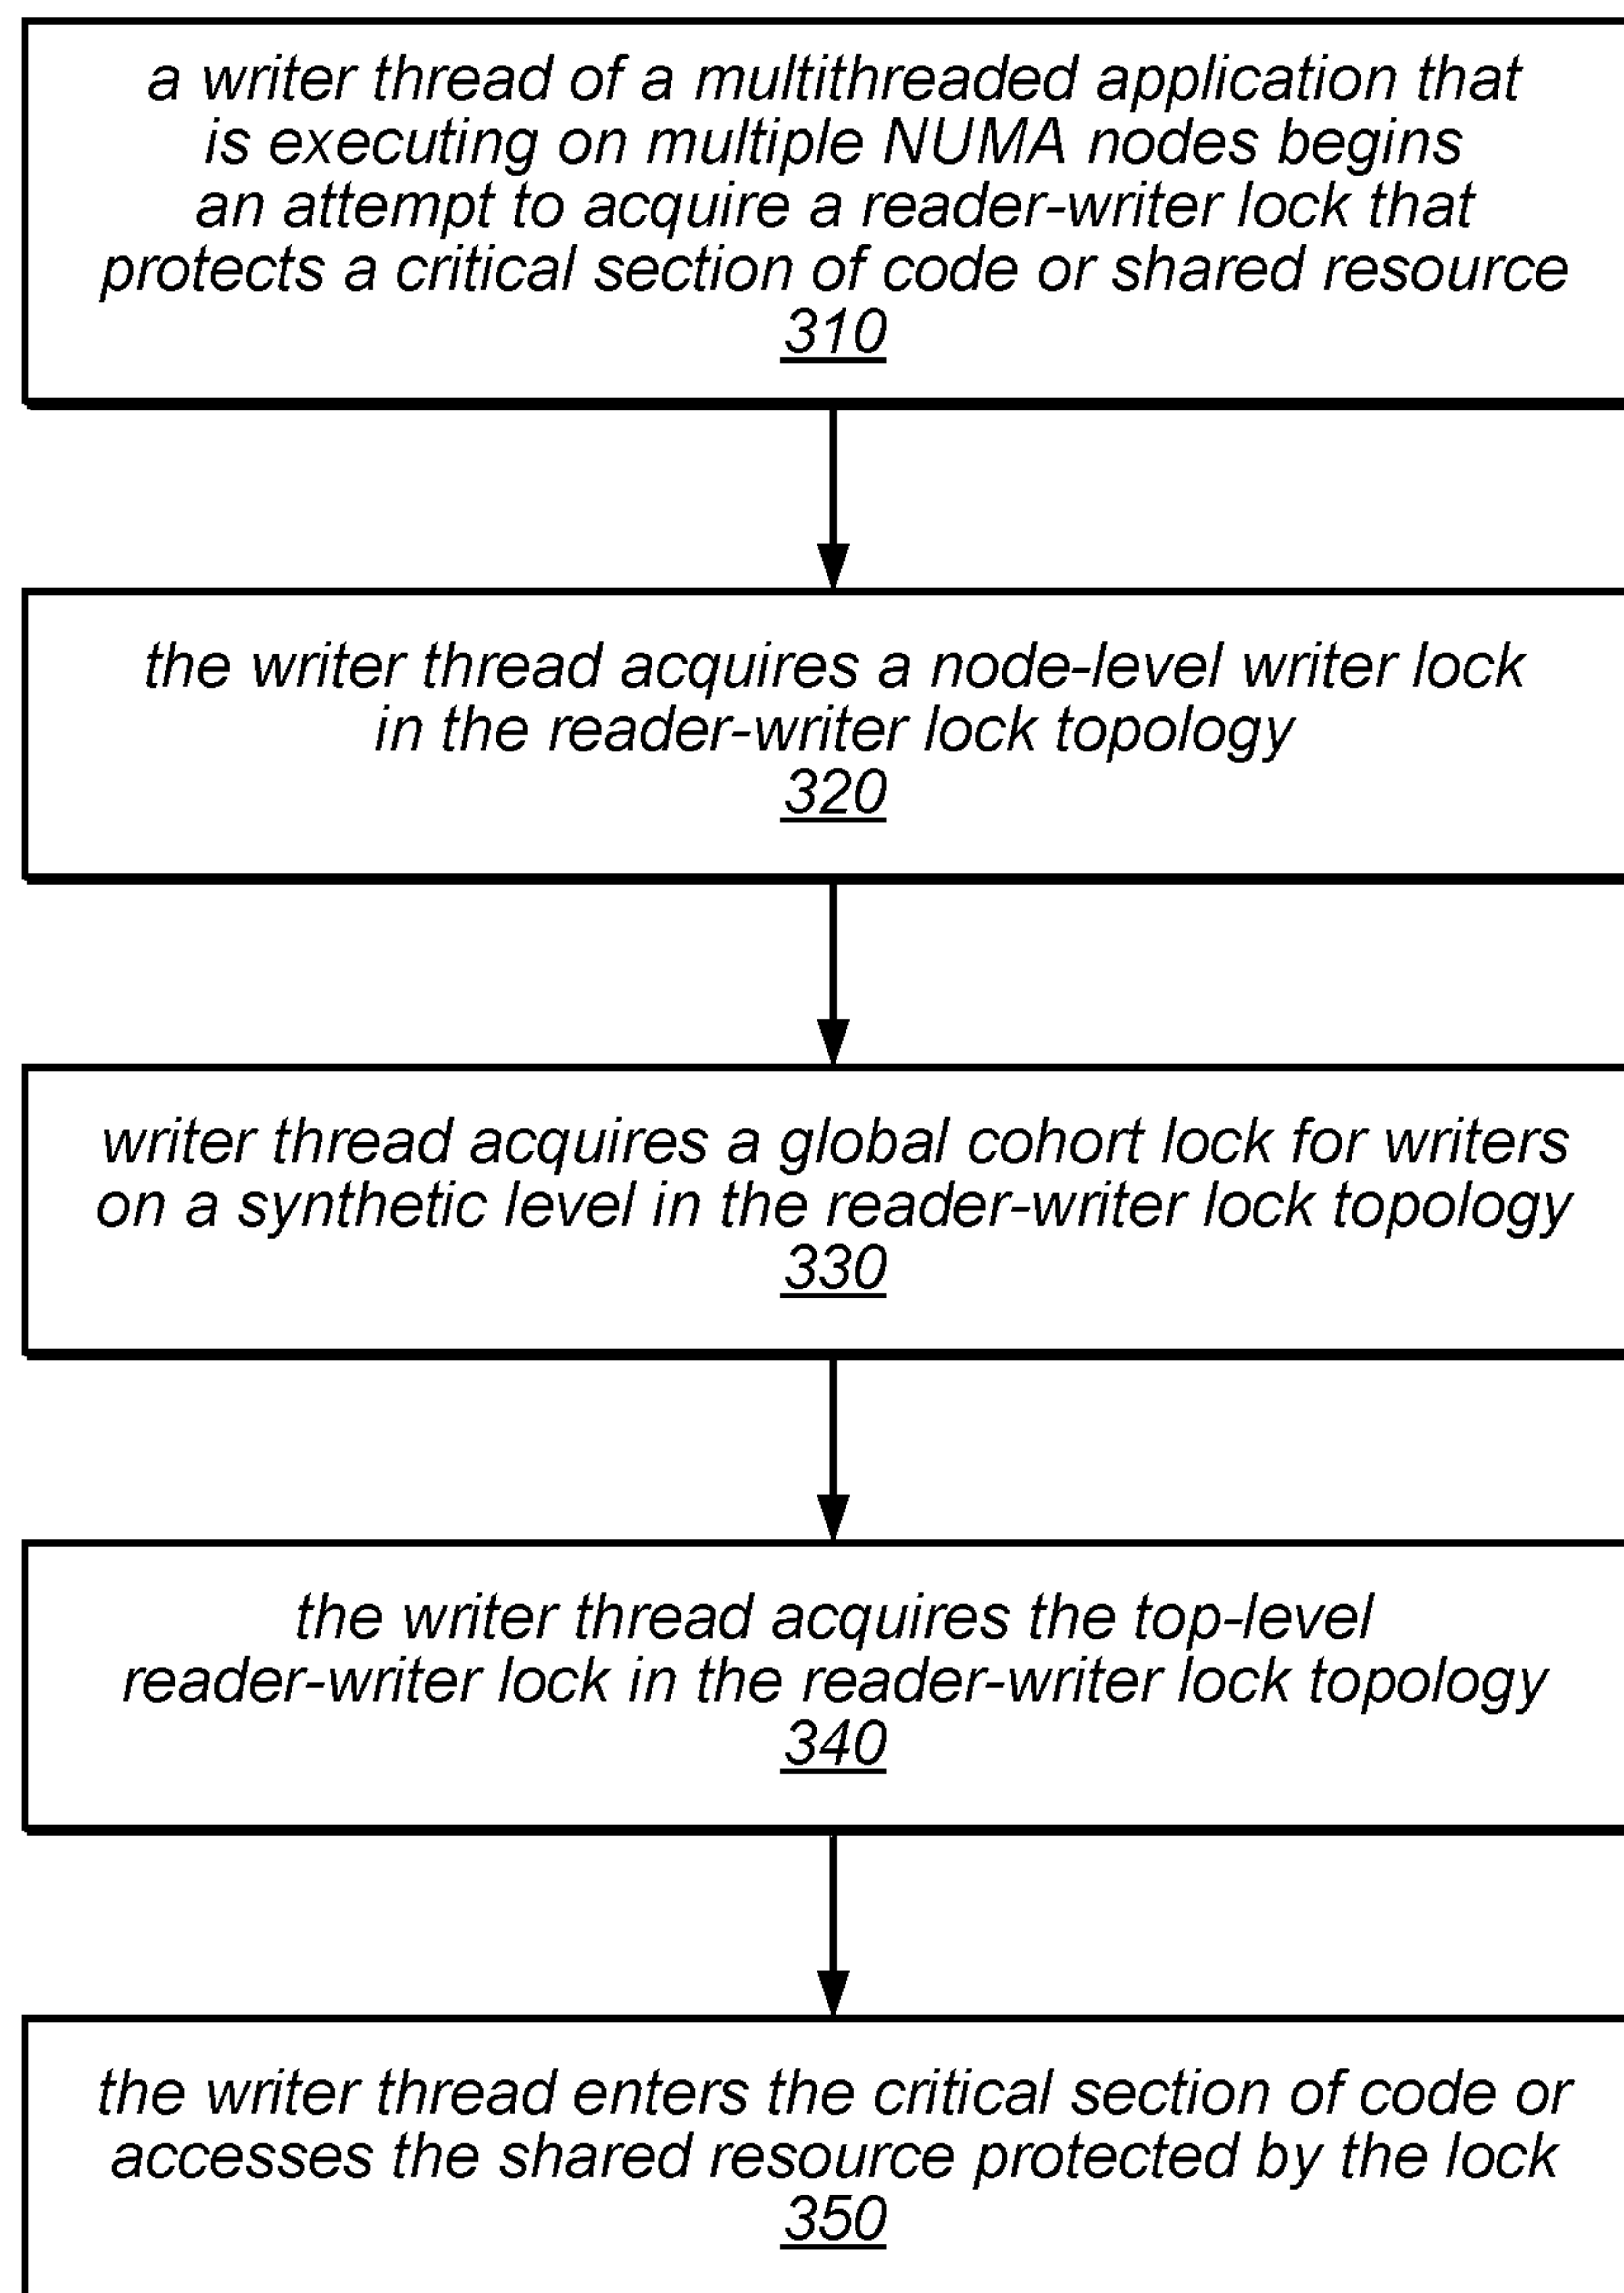 a writer thread of a multithreaded application that
is executing on multiple NUMA nodes begins
an attempt to acquire a reader-writer lock that
protects a critical section of code or shared resource
310
the writer thread acquires a node-level writer lock
in the reader-writer lock topology
320
writer thread acquires a global cohort lock for writers
on a synthetic level in the reader-writer lock topology
330
the writer thread acquires the top-level
reader-writer lock in the reader-writer lock topology
340
the writer thread enters the critical section of code or
accesses the shared resource protected by the lock
350